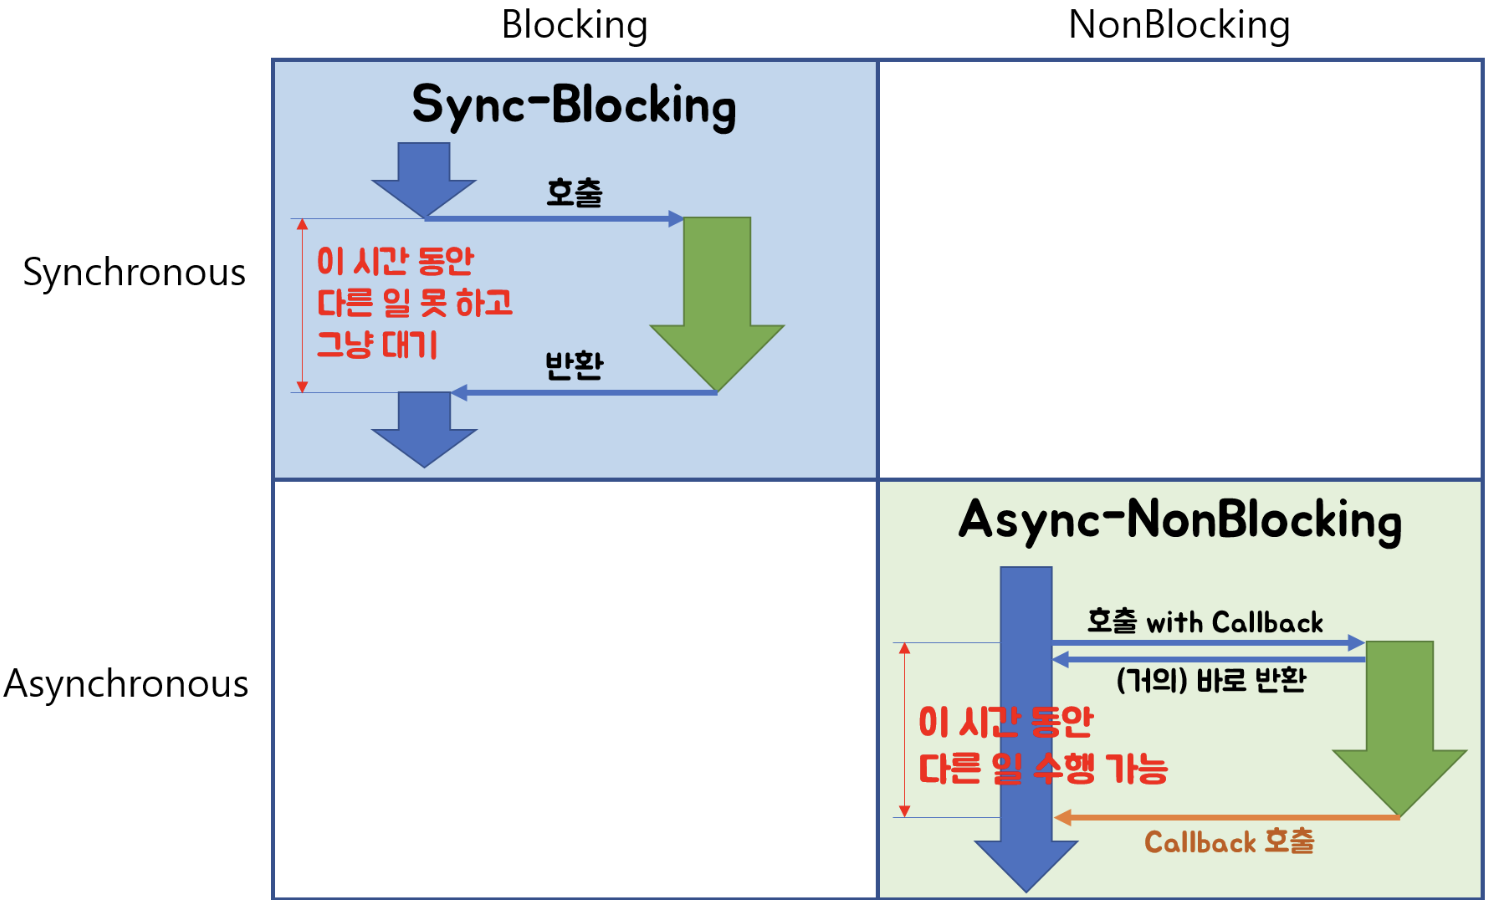 Blocking
NonBlocking
Synchronous
Sync-Blocking
호출
이 시간 동안
다른 일 못 하고
그냥 대기
반환
Asynchronous
Async-NonBlocking
호출 with Callback
(거의) 바로 반환
이 시간 동안
다른 일 수행 가능
Callback 호출